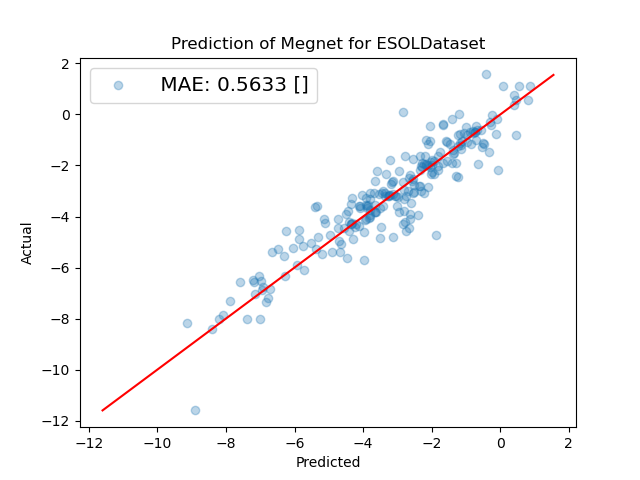 Prediction of Megnet for ESOLDataset
MAE: 0.5633 []
2
0
−2
−4
−6
−8
−10
−12
Actual
−12 −10 −8 −6 −4 −2 0 2
Predicted